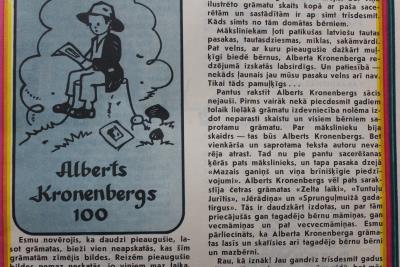 Alberts
Kronenbergs
100
Esmu novērojis, ka daudzi pieaugušie, la-
sot grāmatas, bieži vien neapskatās, kas šīm
grāmatām zīmējis bildes. Reizēm pieaugušie
ilustrēto grāmatu skaits kopā ar paša sace-
rētām un sastādītām ir ap simt trīsdesmit.
Kāds simts no tām domātas bērniem.
Māksliniekam ļoti patikušas latviešu tautas
pasakas, tautasdziesmas, mīklas, sakāmvārdi.
Pat velns, ar kuru pieaugušie dažkārt muļ-
ķīgi biedē bērnus, Alberta Kronenberga re-
dzējumā izskatās labsirdīgs. Un patiesībā —
nekāds ļaunais jau mūsu pasaku velns arī nav.
Tikai tāds pamuļķīgs...
Pantus rakstīt Alberts Kronenbergs sācis
nejauši. Pirms vairāk nekā piecdesmit gadiem
tolaik lielākā grāmatu izdevniecība nolēma iz-
dot neparasti skaistu un visiem bērniem sa-
protamu grāmatu. Par mākslinieku bija
skaidrs — tas būs Alberts Kronenbergs. Bet
vienkārša un saprotama teksta autoru neva-
rēja atrast. Tad nu pie pantu sacerēšanas
ķērās pats mākslinieks, un tapa pasaka dzejā
«Mazais ganiņš un viņa brīnišķīgie piedzī-
vojumi». Alberts Kronenbergs vēl pats sarak-
stīja četras grāmatas «Zelta laiki», «Tuntuļu
Jurītis», «Jērādiņa» un «Sprunguļmuižā gada-
tirgus». Tās ir daudzkārt izdotas, un par tām
priecājušās gan tagadējo bērnu māmiņas, gan
vecmāmiņas un pat vecvecmāmiņas. Esmu
pārliecināts, ka Alberta Kronenberga grāma-
tas lasīs un skatīsies arī tagadējo bērnu bērni
un mazbērni.
Rau, kā iznāk! Jau gandrīz trīsdesmit gadus